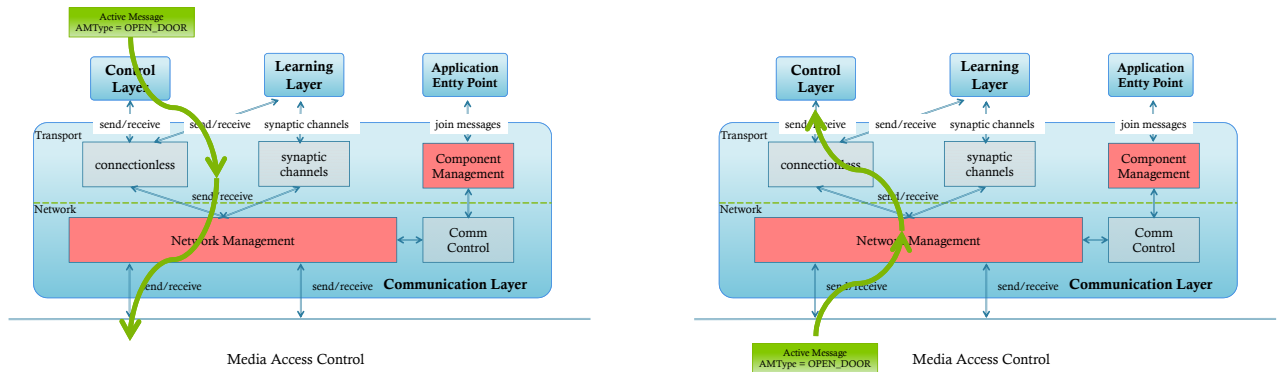 Active Message
AMType = OPEN_DOOR
Control
Layer
Learning
Layer
Application
Entty Point
send/receive
send/receive
synaptic channels
join messages
Transport
connectionless
synaptic
channels
Component
Management
send/receive
Network
Network Management
Comm
Control
send/receive
send/receive
Communication Layer
Media Access Control
Control
Layer
Learning
Layer
Application
Entty Point
send/receive
send/receive
synaptic channels
join messages
Transport
connectionless
synaptic
channels
Component
Management
send/receive
Network
Network Management
Comm
Control
send/receive
send/receive
Communication Layer
Active Message
AMType = OPEN_DOOR
Media Access Control